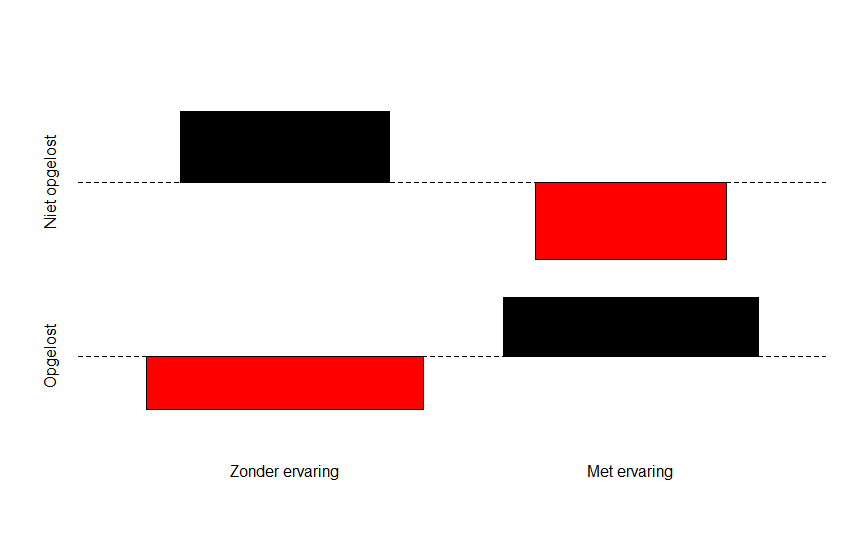 Niet opgelost
Opgelost
Zonder ervaring
Met ervaring